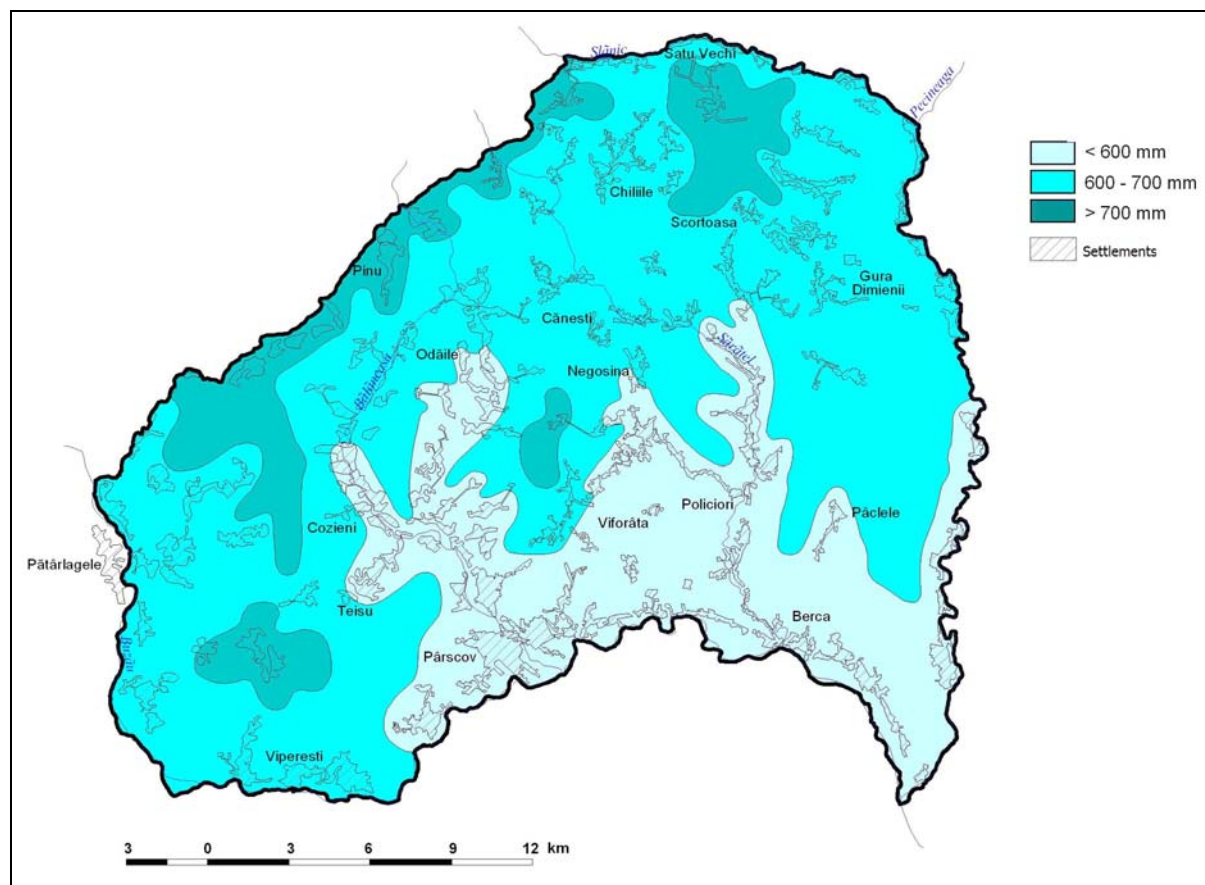 Slănic
Satu Vechi
Pecineaga
< 600 mm
600 - 700 mm
> 700 mm
Settlements
Chiliile
Scortoasa
Pinu
Gura
Dimienii
Cănesti
Odăile
Sărătel
Negosina
Bălăneasa
Policiori
Pâclele
Viforâta
Cozieni
Pătârlagele
Teisu
Berca
Buzău
Pârscov
Viperesti
3 0 3 6 9 12 km